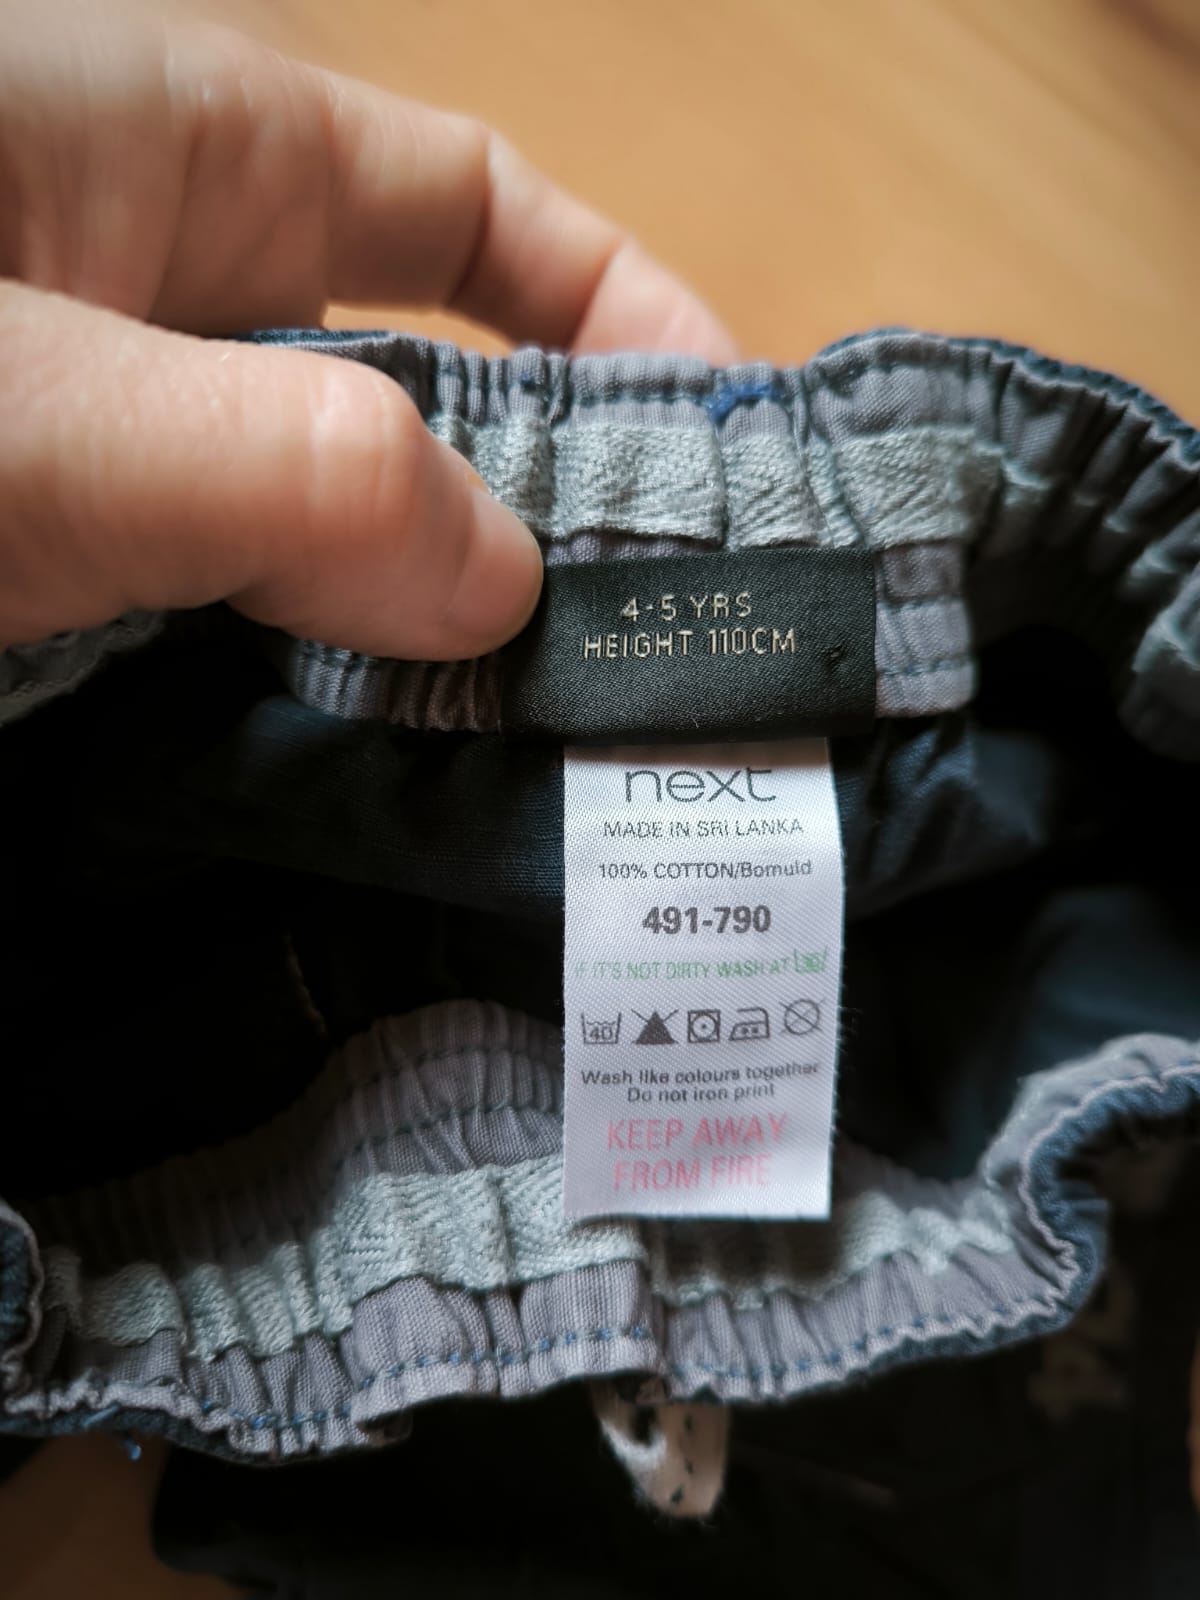 4-5 YRS
HEIGHT 110CM
next
MADE IN SRI LANKA
100% COTTON/Bomuld
491-790
IF IT'S NOT DIRTY WASH AT 30
40
Wash like colours together
Do not iron print
KEEP AWAY
FROM FIRE